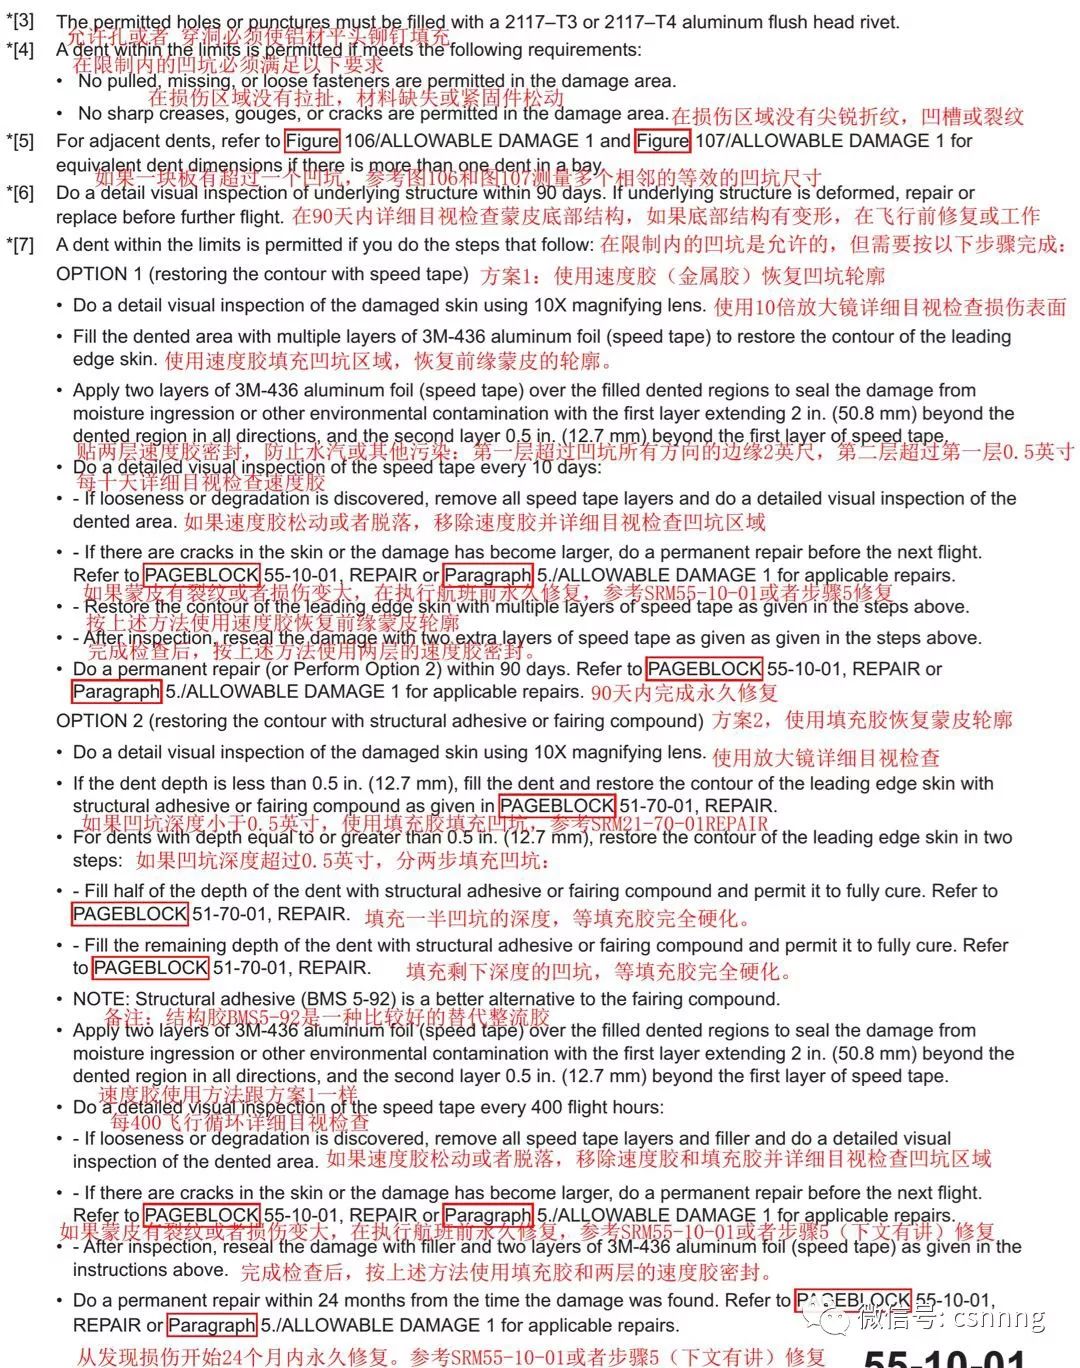 *[3] The permitted holes or punctures must be filled with a 2117–T3 or 2117–T4 aluminum flush head rivet.
允许孔或者 穿洞必须使铝材平头铆钉填充
*[4] A dent within the limits is permitted if meets the following requirements:
在限制内的凹坑必须满足以下要求
• No pulled, missing, or loose fasteners are permitted in the damage area.
在损伤区域没有拉扯，材料缺失或紧固件松动
• No sharp creases, gouges, or cracks are permitted in the damage area. 在损伤区域没有尖锐折纹，凹槽或裂纹
*[5] For adjacent dents, refer to Figure 106/ALLOWABLE DAMAGE 1 and Figure 107/ALLOWABLE DAMAGE 1 for
equivalent dent dimensions if there is more than one dent in a bay.
如果一块板有超过一个凹坑，参考图106和图107测量多个相邻的等效的凹坑尺寸
*[6] Do a detail visual inspection of underlying structure within 90 days. If underlying structure is deformed, repair or
replace before further flight. 在90天内详细目视检查蒙皮底部结构，如果底部结构有变形，在飞行前修复或工作
*[7] A dent within the limits is permitted if you do the steps that follow: 在限制内的凹坑是允许的，但需要按以下步骤完成：
OPTION 1 (restoring the contour with speed tape) 方案1：使用速度胶（金属胶）恢复凹坑轮廓
• Do a detail visual inspection of the damaged skin using 10X magnifying lens. 使用10倍放大镜详细目视检查损伤表面
• Fill the dented area with multiple layers of 3M-436 aluminum foil (speed tape) to restore the contour of the leading
edge skin. 使用速度胶填充凹坑区域，恢复前缘蒙皮的轮廓。
• Apply two layers of 3M-436 aluminum foil (speed tape) over the filled dented regions to seal the damage from
moisture ingression or other environmental contamination with the first layer extending 2 in. (50.8 mm) beyond the
dented region in all directions, and the second layer 0.5 in. (12.7 mm) beyond the first layer of speed tape.
贴两层速度胶密封，防止水汽或其他污染：第一层超过凹坑所有方向的边缘2英尺，第二层超过第一层0.5英寸
• Do a detailed visual inspection of the speed tape every 10 days:
每十天详细目视检查速度胶
• - If looseness or degradation is discovered, remove all speed tape layers and do a detailed visual inspection of the
dented area. 如果速度胶松动或者脱落，移除速度胶并详细目视检查凹坑区域
• - If there are cracks in the skin or the damage has become larger, do a permanent repair before the next flight.
Refer to PAGEBLOCK 55-10-01, REPAIR or Paragraph 5./ALLOWABLE DAMAGE 1 for applicable repairs.
如果蒙皮有裂纹或者损伤变大，在执行航班前永久修复，参考SRM55-10-01或者步骤5修复
• - Restore the contour of the leading edge skin with multiple layers of speed tape as given in the steps above.
按上述方法使用速度胶恢复前缘蒙皮轮廓
• - After inspection, reseal the damage with two extra layers of speed tape as given as given in the steps above.
完成检查后，按上述方法使用两层的速度胶密封。
• Do a permanent repair (or Perform Option 2) within 90 days. Refer to PAGEBLOCK 55-10-01, REPAIR or
Paragraph 5./ALLOWABLE DAMAGE 1 for applicable repairs. 90天内完成永久修复
OPTION 2 (restoring the contour with structural adhesive or fairing compound) 方案2，使用填充胶恢复蒙皮轮廓
• Do a detail visual inspection of the damaged skin using 10X magnifying lens. 使用放大镜详细目视检查
• If the dent depth is less than 0.5 in. (12.7 mm), fill the dent and restore the contour of the leading edge skin with
structural adhesive or fairing compound as given in PAGEBLOCK 51-70-01, REPAIR.
如果凹坑深度小于0.5英寸，使用填充胶填充凹坑，参考SRM21-70-01REPAIR
• For dents with depth equal to or greater than 0.5 in. (12.7 mm), restore the contour of the leading edge skin in two
steps: 如果凹坑深度超过0.5英寸，分两步填充凹坑：
• - Fill half of the depth of the dent with structural adhesive or fairing compound and permit it to fully cure. Refer to
PAGEBLOCK 51-70-01, REPAIR. 填充一半凹坑的深度，等填充胶完全硬化。
• - Fill the remaining depth of the dent with structural adhesive or fairing compound and permit it to fully cure. Refer
to PAGEBLOCK 51-70-01, REPAIR. 填充剩下深度的凹坑，等填充胶完全硬化。
• NOTE: Structural adhesive (BMS 5-92) is a better alternative to the fairing compound.
备注：结构胶BMS5-92是一种比较好的替代整流胶
• Apply two layers of 3M-436 aluminum foil (speed tape) over the filled dented regions to seal the damage from
moisture ingression or other environmental contamination with the first layer extending 2 in. (50.8 mm) beyond the
dented region in all directions, and the second layer 0.5 in. (12.7 mm) beyond the first layer of speed tape.
速度胶使用方法跟方案1一样
• Do a detailed visual inspection of the speed tape every 400 flight hours:
每400飞行循环详细目视检查
• - If looseness or degradation is discovered, remove all speed tape layers and filler and do a detailed visual
inspection of the dented area. 如果速度胶松动或者脱落，移除速度胶和填充胶并详细目视检查凹坑区域
• - If there are cracks in the skin or the damage has become larger, do a permanent repair before the next flight.
Refer to PAGEBLOCK 55-10-01, REPAIR or Paragraph 5./ALLOWABLE DAMAGE 1 for applicable repairs.
如果蒙皮有裂纹或者损伤变大，在执行航班前永久修复，参考SRM55-10-01或者步骤5（下文有讲）修复
• - After inspection, reseal the damage with filler and two layers of 3M-436 aluminum foil (speed tape) as given in the
instructions above. 完成检查后，按上述方法使用填充胶和两层的速度胶密封。
• Do a permanent repair within 24 months from the time the damage was found. Refer to PAGEBLOCK 55-10-01,
REPAIR or Paragraph 5./ALLOWABLE DAMAGE 1 for applicable repairs.
微信号: csnnng
从发现损伤开始24个月内永久修复。参考SRM55-10-01或者步骤5（下文有讲）修复
55-10-01